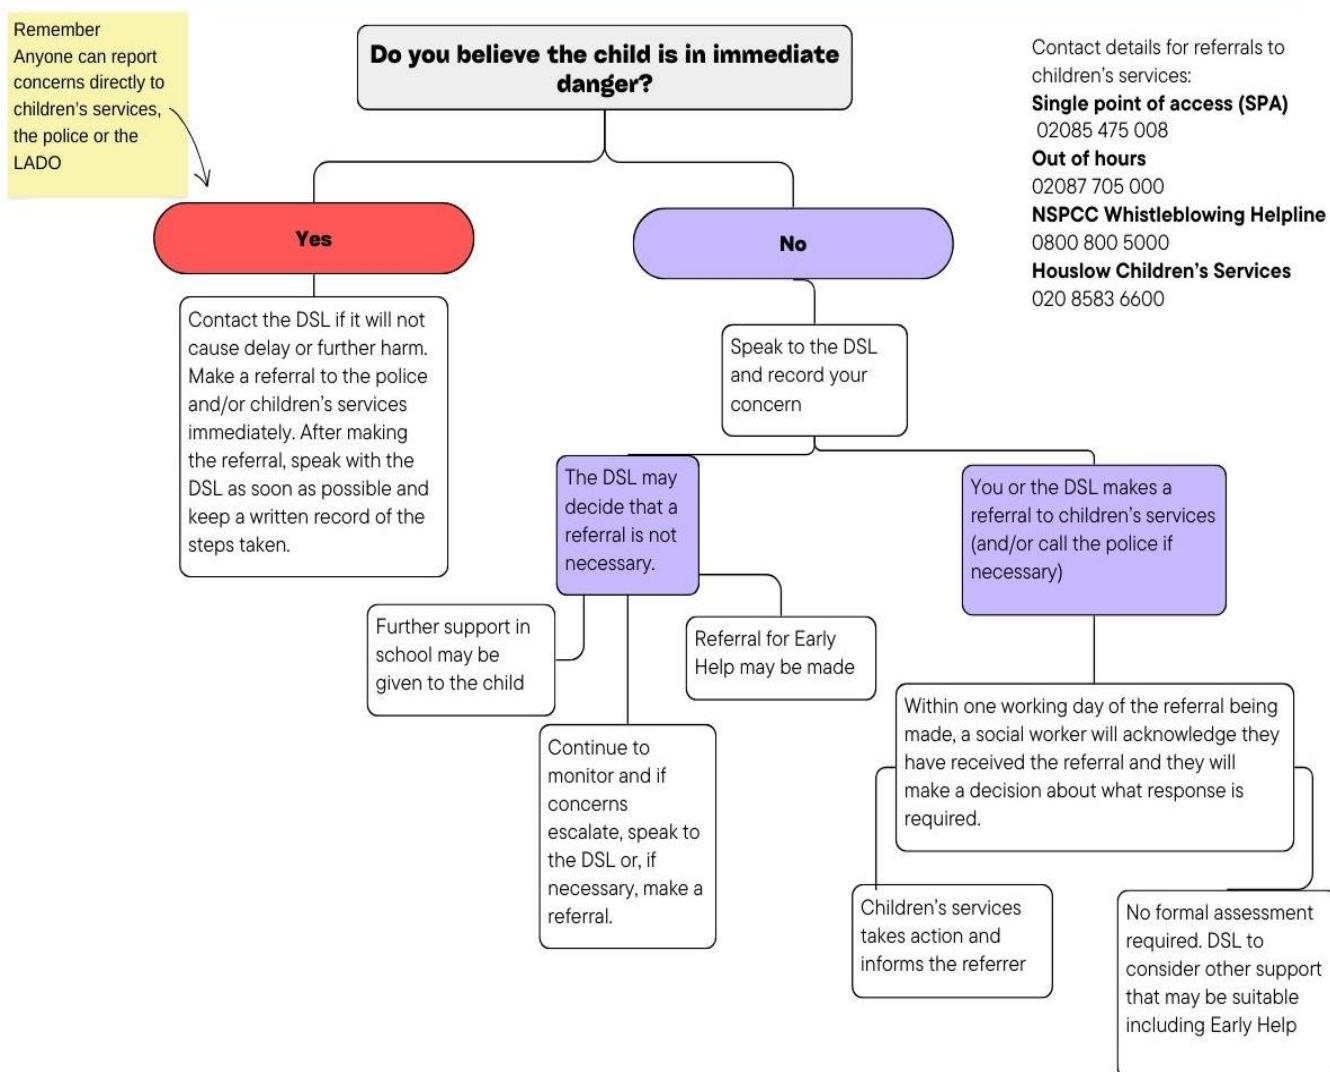 Remember
Anyone can report
concerns directly to
children's services,
the police or the
LADO
Do you believe the child is in immediate
danger?
Contact details for referrals to
children's services:
Single point of access (SPA)
02085 475 008
Out of hours
02087 705 000
NSPCC Whistleblowing Helpline
0800 800 5000
Houslow Children's Services
020 8583 6600
Yes
No
Contact the DSL if it will not
cause delay or further harm.
Make a referral to the police
and/or children's services
immediately. After making
the referral, speak with the
DSL as soon as possible and
keep a written record of the
steps taken.
Speak to the DSL
and record your
concern
The DSL may
decide that a
referral is not
necessary.
You or the DSL makes a
referral to children's services
(and/or call the police if
necessary)
Further support in
school may be
given to the child
Referral for Early
Help may be made
Continue to
monitor and if
concerns
escalate, speak to
the DSL or, if
necessary, make a
referral.
Within one working day of the referral being
made, a social worker will acknowledge they
have received the referral and they will
make a decision about what response is
required.
Children's services
takes action and
informs the referrer
No formal assessment
required. DSL to
consider other support
that may be suitable
including Early Help